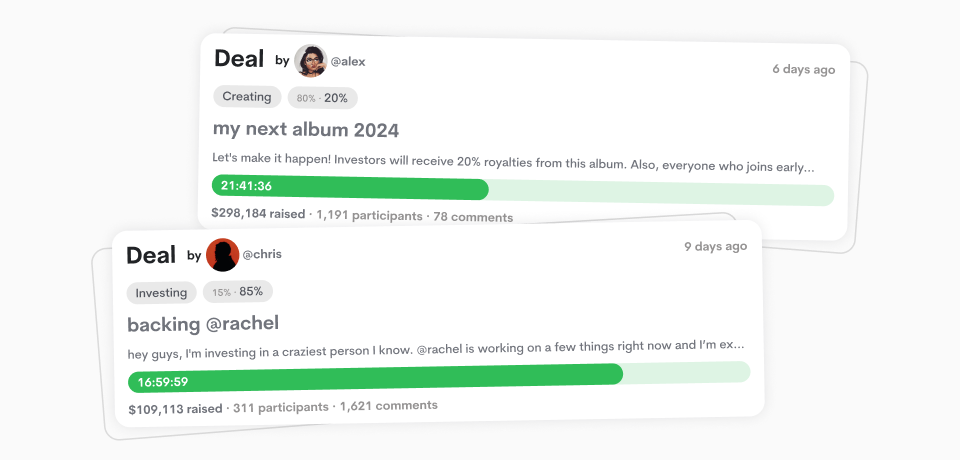 Deal by @alex 6 days ago
Creating 80% · 20%
my next album 2024
Let's make it happen! Investors will receive 20% royalties from this album. Also, everyone who joins early...
21:41:36
$298,184 raised · 1,191 participants · 78 comments
Deal by @chris 9 days ago
Investing 15% · 85%
backing @rachel
hey guys, I'm investing in a craziest person I know. @rachel is working on a few things right now and I'm ex...
16:59:59
$109,113 raised · 311 participants · 1,621 comments